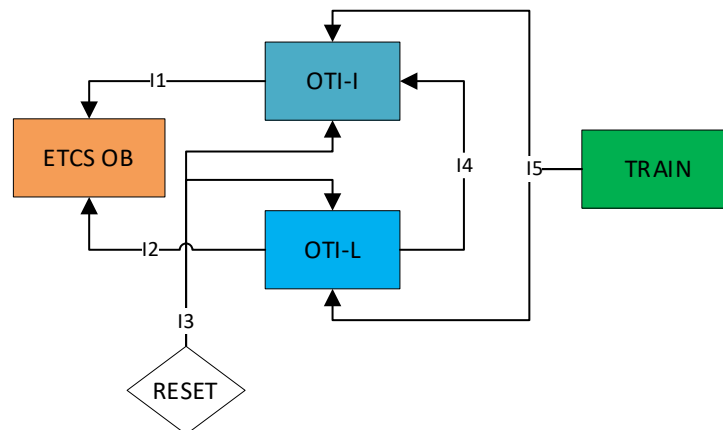 OTI-I
I1
ETCS OB
I4
I5
TRAIN
I2
OTI-L
I3
RESET